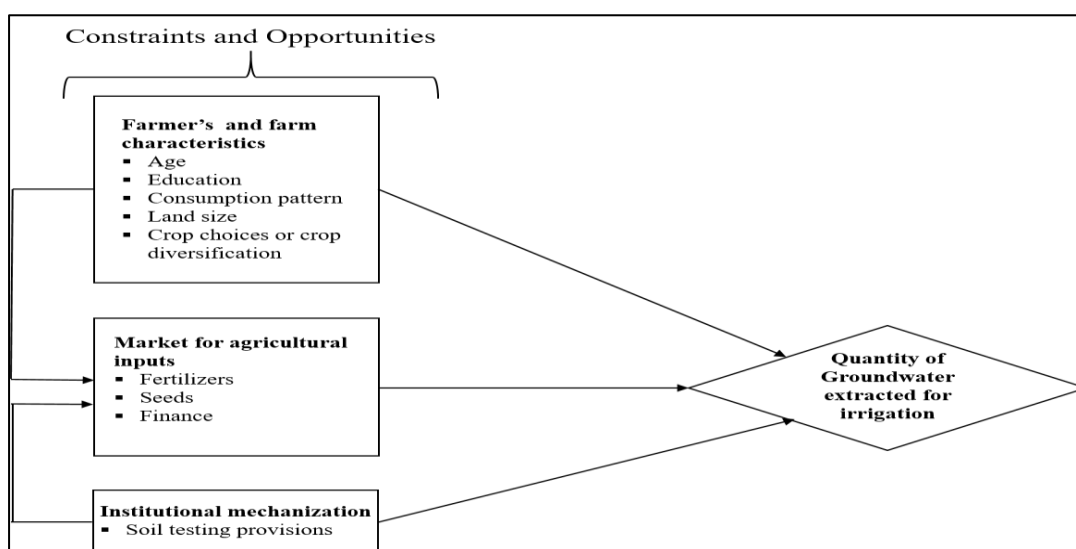 Constraints and Opportunities
Farmer’s and farm
characteristics
▪ Age
▪ Education
▪ Consumption pattern
▪ Land size
▪ Crop choices or crop
diversification
Market for agricultural
inputs
▪ Fertilizers
▪ Seeds
▪ Finance
Quantity of
Groundwater
extracted for
irrigation
Institutional mechanization
▪ Soil testing provisions